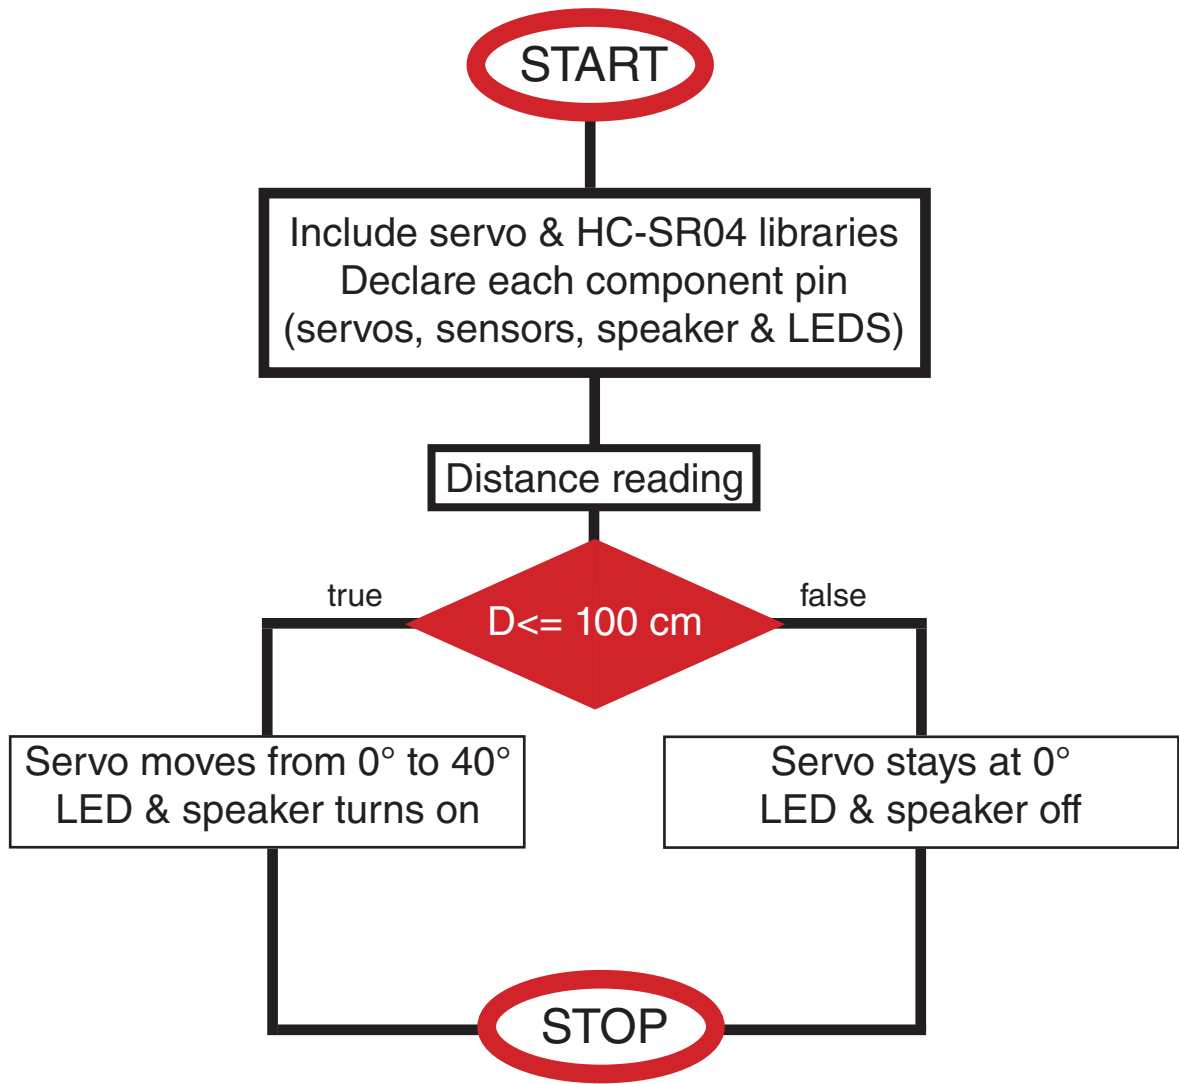 START
Include servo & HC-SR04 libraries
Declare each component pin
(servos, sensors, speaker & LEDS)
Distance reading
true
false
D<= 100 cm
Servo moves from 0° to 40°
LED & speaker turns on
Servo stays at 0°
LED & speaker off
STOP